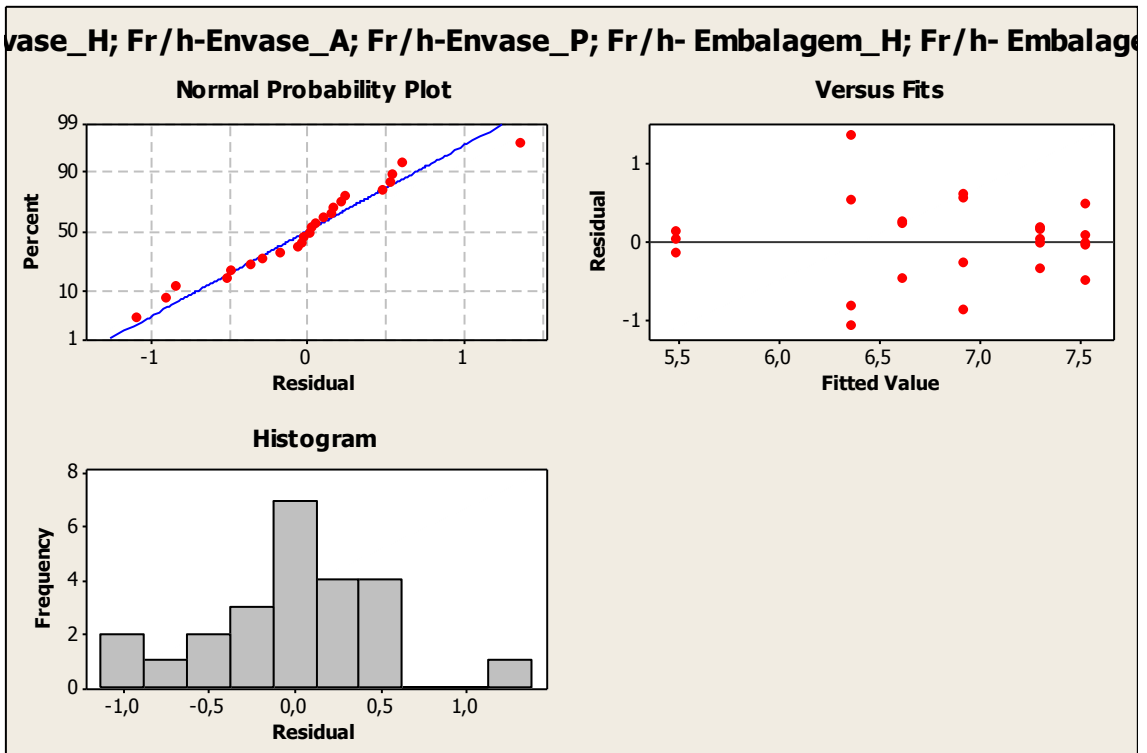 vase_H; Fr/h-Envase_A; Fr/h-Envase_P; Fr/h- Embalagem_H; Fr/h- Embalage
Normal Probability Plot
99
90
50
10
1
Percent
-1 0 1
Residual
Versus Fits
1
0
-1
Residual
5,5 6,0 6,5 7,0 7,5
Fitted Value
Histogram
8
6
4
2
0
Frequency
-1,0 -0,5 0,0 0,5 1,0
Residual